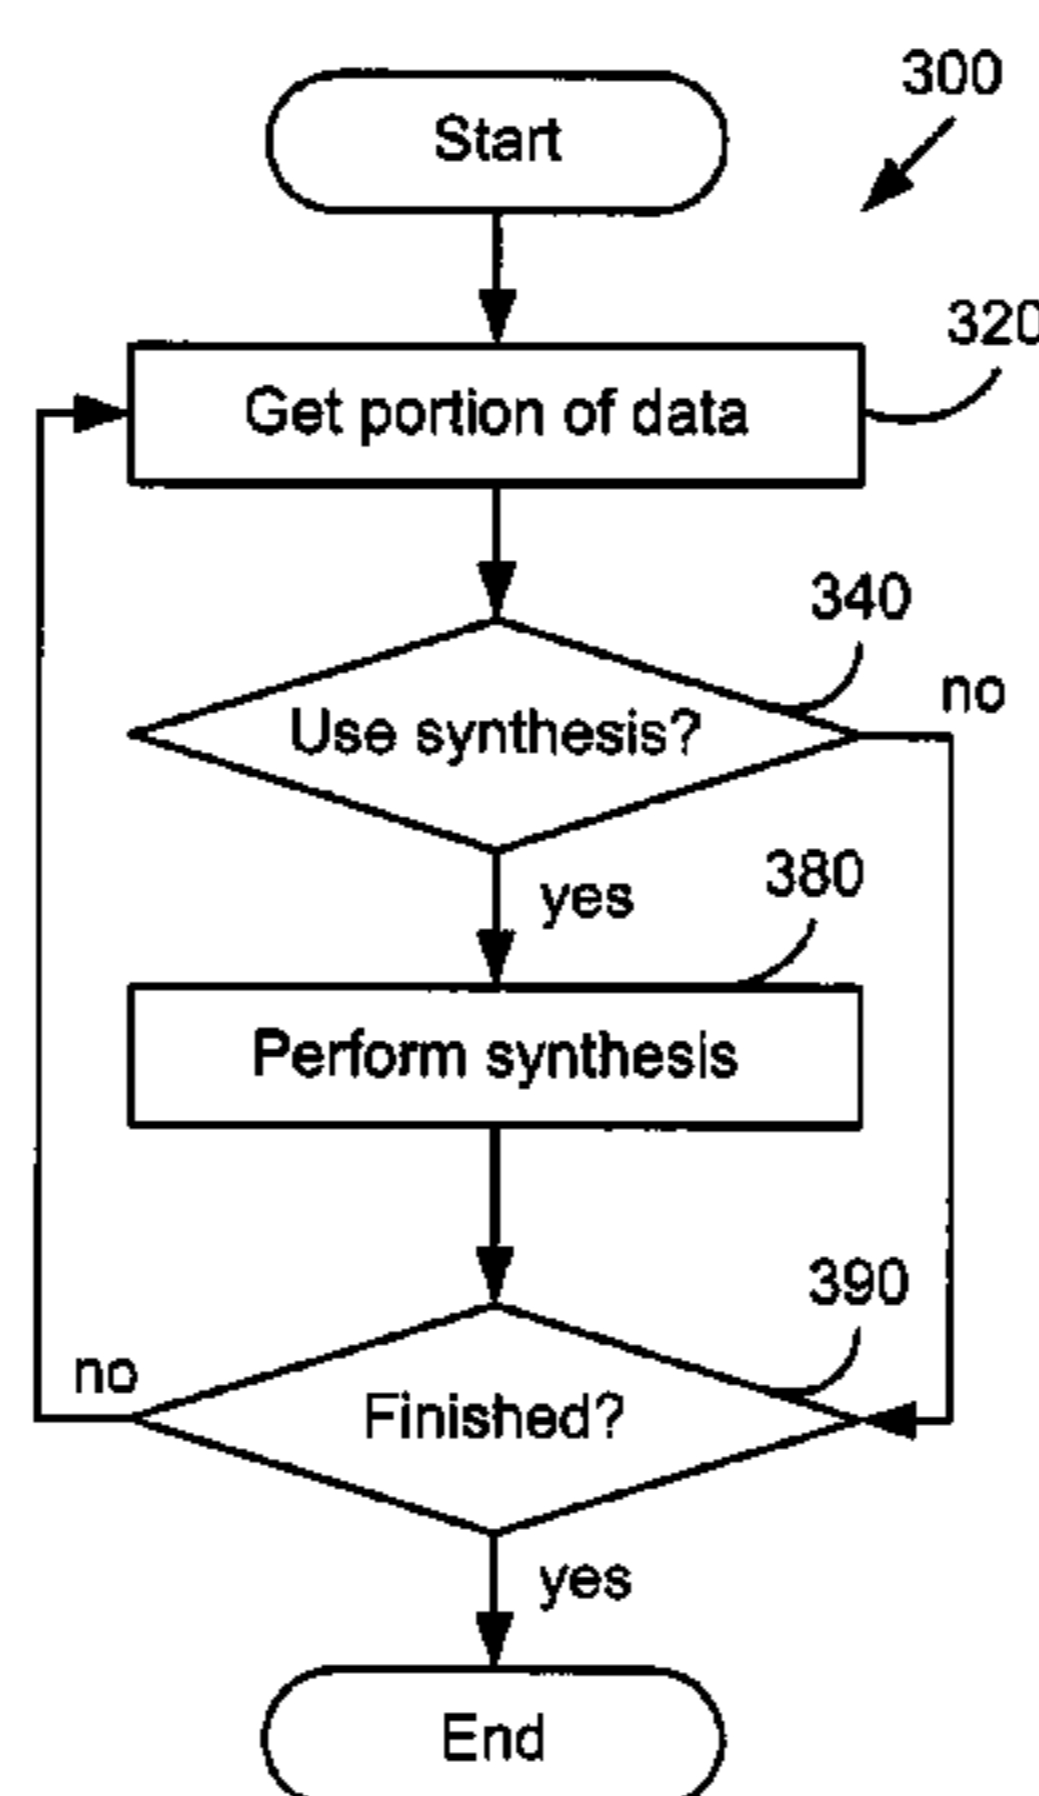 Start
300
320
Get portion of data
340
no
Use synthesis?
380
yes
Perform synthesis
390
no
Finished?
yes
End